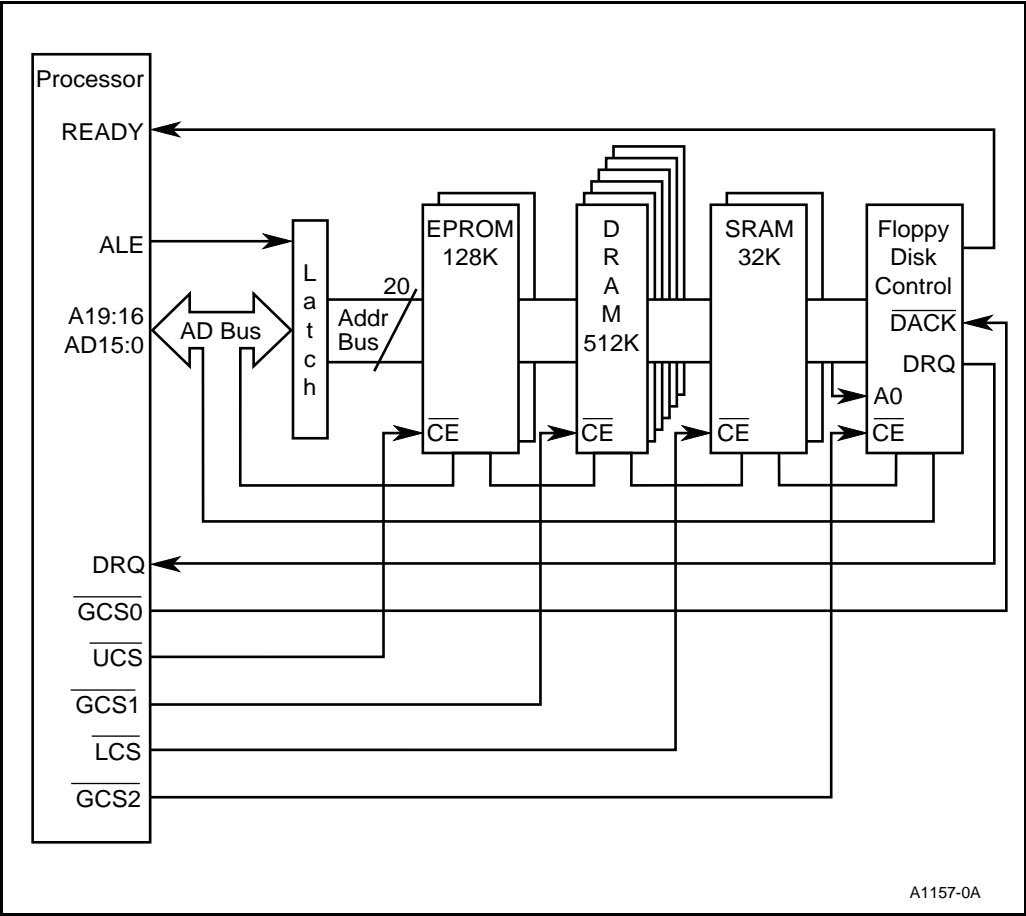 Processor
READY
ALE
A19:16
AD15:0
AD Bus
L
a
t
c
h
20
Addr
Bus
EPROM
128K
CE
D
R
A
M
512K
CE
SRAM
32K
CE
Floppy
Disk
Control
DACK
DRQ
A0
CE
DRQ
GCS0
UCS
GCS1
LCS
GCS2
A1157-0A